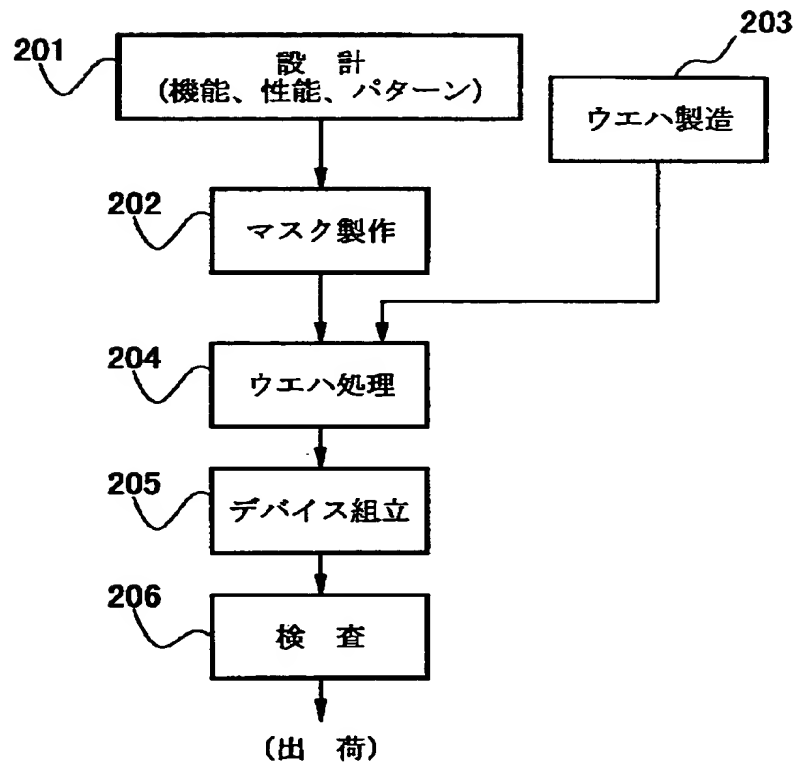 201
設 計
(機能、性能、パターン)
203
ウエハ製造
202
マスク製作
204
ウエハ処理
205
デバイス組立
206
検 査
(出 荷)